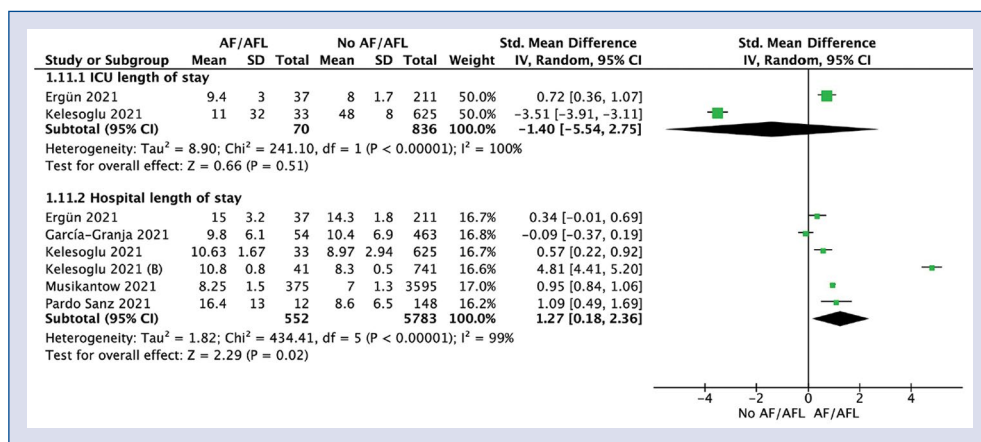 AF/AFL No AF/AFL Std. Mean Difference Std. Mean Difference
Study or Subgroup Mean SD Total Mean SD Total Weight IV, Random, 95% CI IV, Random, 95% CI
1.11.1 ICU length of stay
Ergün 2021 9.4 3 37 8 1.7 211 50.0% 0.72 [0.36, 1.07]
Kelesoglu 2021 11 32 33 48 8 625 50.0% −3.51 [−3.91, −3.11]
Subtotal (95% CI) 70 836 100.0% −1.40 [−5.54, 2.75]
Heterogeneity: Tau² = 8.90; Chi² = 241.10, df = 1 (P < 0.00001); I² = 100%
Test for overall effect: Z = 0.66 (P = 0.51)
1.11.2 Hospital length of stay
Ergün 2021 15 3.2 37 14.3 1.8 211 16.7% 0.34 [−0.01, 0.69]
García-Granja 2021 9.8 6.1 54 10.4 6.9 463 16.8% −0.09 [−0.37, 0.19]
Kelesoglu 2021 10.63 1.67 33 8.97 2.94 625 16.7% 0.57 [0.22, 0.92]
Kelesoglu 2021 (B) 10.8 0.8 41 8.3 0.5 741 16.6% 4.81 [4.41, 5.20]
Musikantow 2021 8.25 1.5 375 7 1.3 3595 17.0% 0.95 [0.84, 1.06]
Pardo Sanz 2021 16.4 13 12 8.6 6.5 148 16.2% 1.09 [0.49, 1.69]
Subtotal (95% CI) 552 5783 100.0% 1.27 [0.18, 2.36]
Heterogeneity: Tau² = 1.82; Chi² = 434.41, df = 5 (P < 0.00001); I² = 99%
Test for overall effect: Z = 2.29 (P = 0.02)
−4 −2 0 2 4
No AF/AFL AF/AFL